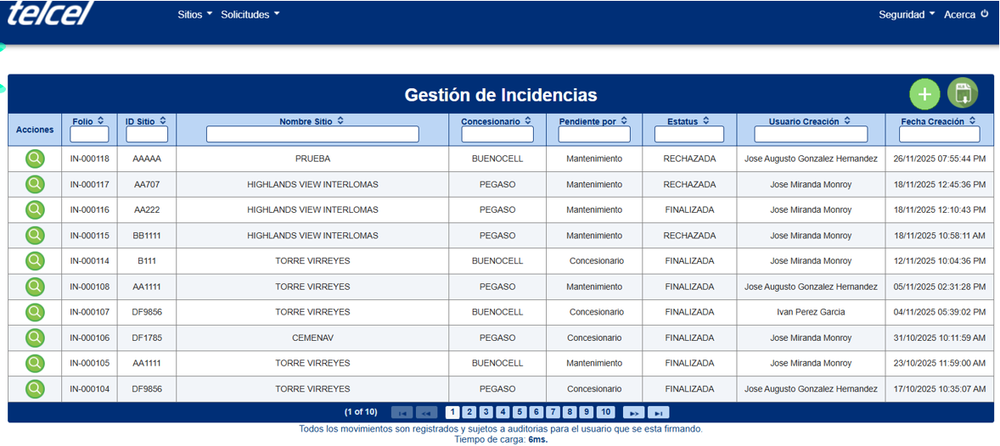 telcel
Sitios Solicitudes Seguridad Acerca
Gestión de Incidencias
Acciones Folio ID Sitio Nombre Sitio Concesionario Pendiente por Estatus Usuario Creación Fecha Creación
IN-000118 AAAAA PRUEBA BUENOCELL Mantenimiento RECHAZADA Jose Augusto Gonzalez Hernandez 26/11/2025 07:55:44 PM
IN-000117 AA707 HIGHLANDS VIEW INTERLOMAS PEGASO Mantenimiento RECHAZADA Jose Miranda Monroy 18/11/2025 12:45:36 PM
IN-000116 AA222 HIGHLANDS VIEW INTERLOMAS PEGASO Mantenimiento FINALIZADA Jose Miranda Monroy 18/11/2025 12:10:43 PM
IN-000115 BB1111 HIGHLANDS VIEW INTERLOMAS PEGASO Mantenimiento RECHAZADA Jose Miranda Monroy 18/11/2025 10:58:11 AM
IN-000114 B111 TORRE VIRREYES BUENOCELL Concesionario FINALIZADA Jose Miranda Monroy 12/11/2025 10:04:36 PM
IN-000108 AA1111 TORRE VIRREYES PEGASO Mantenimiento FINALIZADA Jose Augusto Gonzalez Hernandez 05/11/2025 02:31:28 PM
IN-000107 DF9856 TORRE VIRREYES BUENOCELL Concesionario FINALIZADA Ivan Perez Garcia 04/11/2025 05:39:02 PM
IN-000106 DF1785 CEMENAV PEGASO Concesionario FINALIZADA Jose Miranda Monroy 31/10/2025 10:11:59 AM
IN-000105 AA1111 TORRE VIRREYES BUENOCELL Mantenimiento FINALIZADA Jose Miranda Monroy 23/10/2025 11:59:00 AM
IN-000104 DF9856 TORRE VIRREYES PEGASO Concesionario FINALIZADA Jose Augusto Gonzalez Hernandez 17/10/2025 10:35:07 AM
(1 of 10) 1 2 3 4 5 6 7 8 9 10
Todos los movimientos son registrados y sujetos a auditorias para el usuario que se esta firmando.
Tiempo de carga: 6ms.